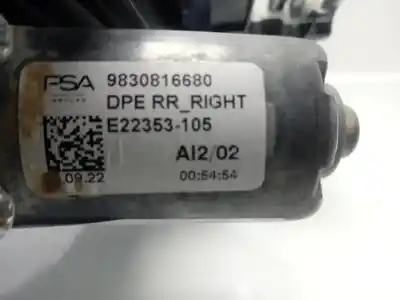 PSA 9830816680
DPE RR_RIGHT
E22353-105
AI2/02
09.22 00:54:54